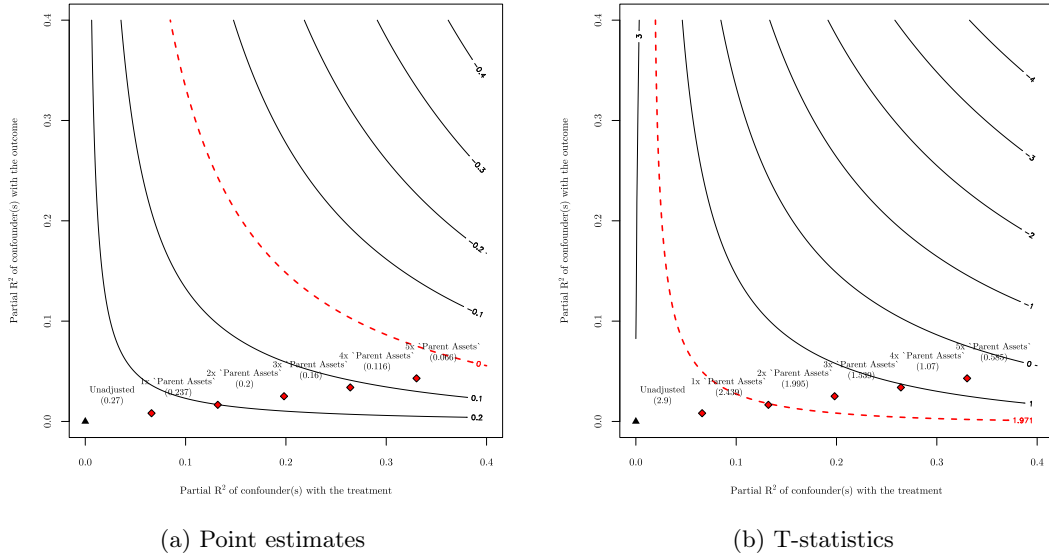 0.4
0.3
0.2
0.1
0.0
Partial R² of confounder(s) with the outcome
−0.4
−0.3
−0.2
−0.1
0
0.1
0.2
Unadjusted
(0.27)
1x `Parent Assets`
(0.237)
2x `Parent Assets`
(0.2)
3x `Parent Assets`
(0.16)
4x `Parent Assets`
(0.116)
5x `Parent Assets`
(0.066)
0.0 0.1 0.2 0.3 0.4
Partial R² of confounder(s) with the treatment
(a) Point estimates
0.4
0.3
0.2
0.1
0.0
Partial R² of confounder(s) with the outcome
3
−4
−3
−2
−1
0
1
1.971
Unadjusted
(2.9)
1x `Parent Assets`
(2.439)
2x `Parent Assets`
(1.995)
3x `Parent Assets`
(1.539)
4x `Parent Assets`
(1.07)
5x `Parent Assets`
(0.585)
0.0 0.1 0.2 0.3 0.4
Partial R² of confounder(s) with the treatment
(b) T-statistics